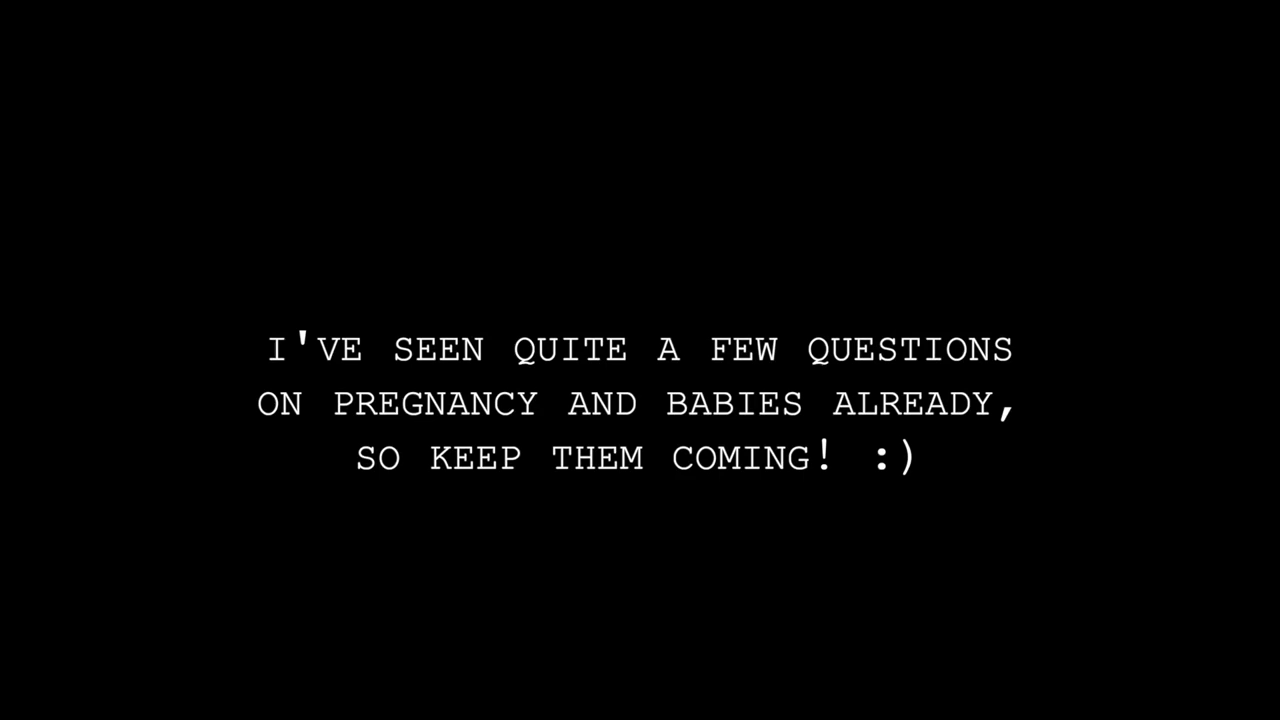 I'VE SEEN QUITE A FEW QUESTIONS
ON PREGNANCY AND BABIES ALREADY,
SO KEEP THEM COMING! :)